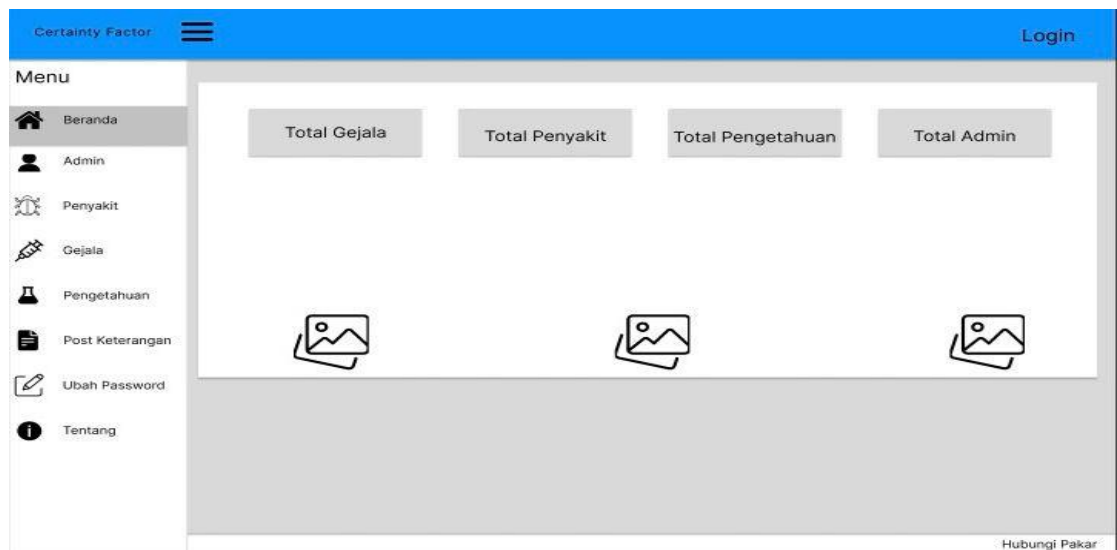 Certainty Factor
Login
Menu
Beranda
Admin
Penyakit
Gejala
Pengetahuan
Post Keterangan
Ubah Password
Tentang
Total Gejala
Total Penyakit
Total Pengetahuan
Total Admin
Hubungi Pakar